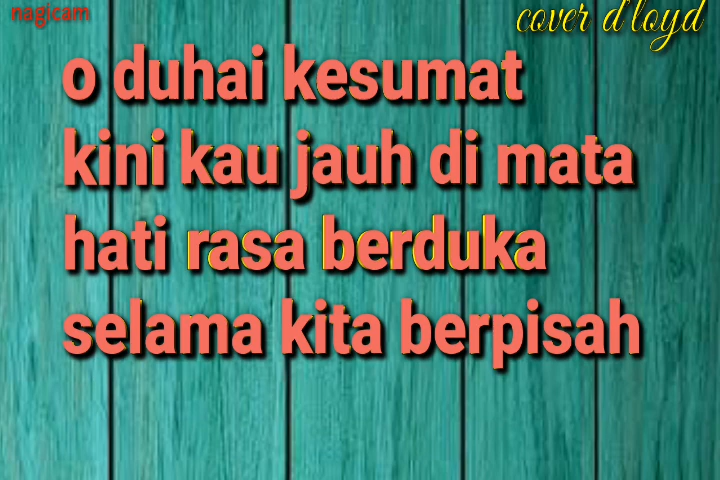 nagicam
cover d'loyd
o duhai kesumat
kini kau jauh di mata
hati rasa berduka
selama kita berpisah